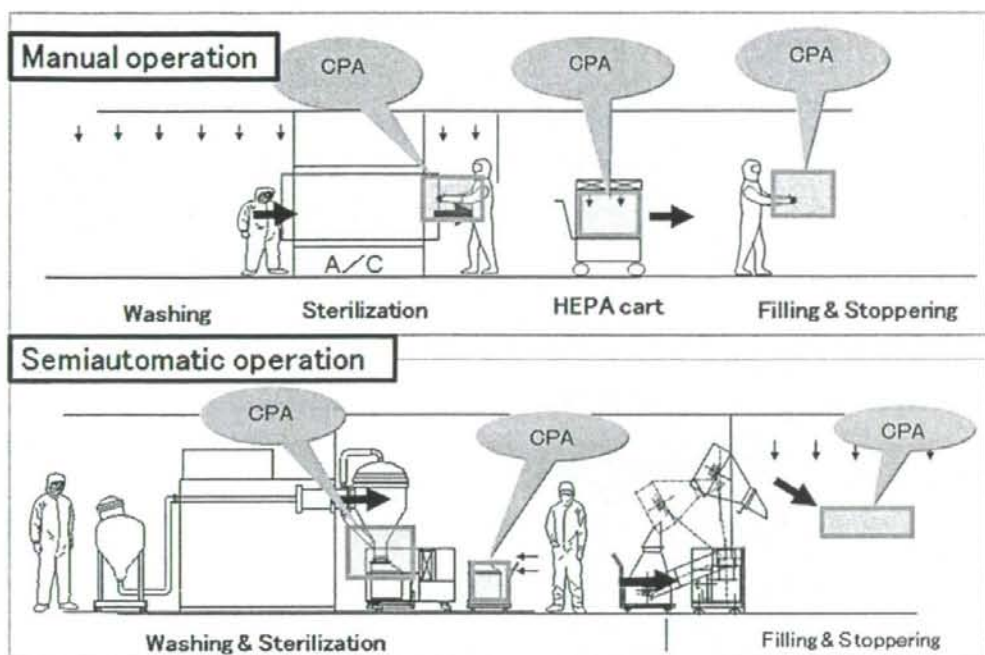 Manual operation
CPA
CPA
CPA
A/C
Washing
Sterilization
HEPA cart
Filling & Stoppering
Semiautomatic operation
CPA
CPA
CPA
Washing & Sterilization
Filling & Stoppering